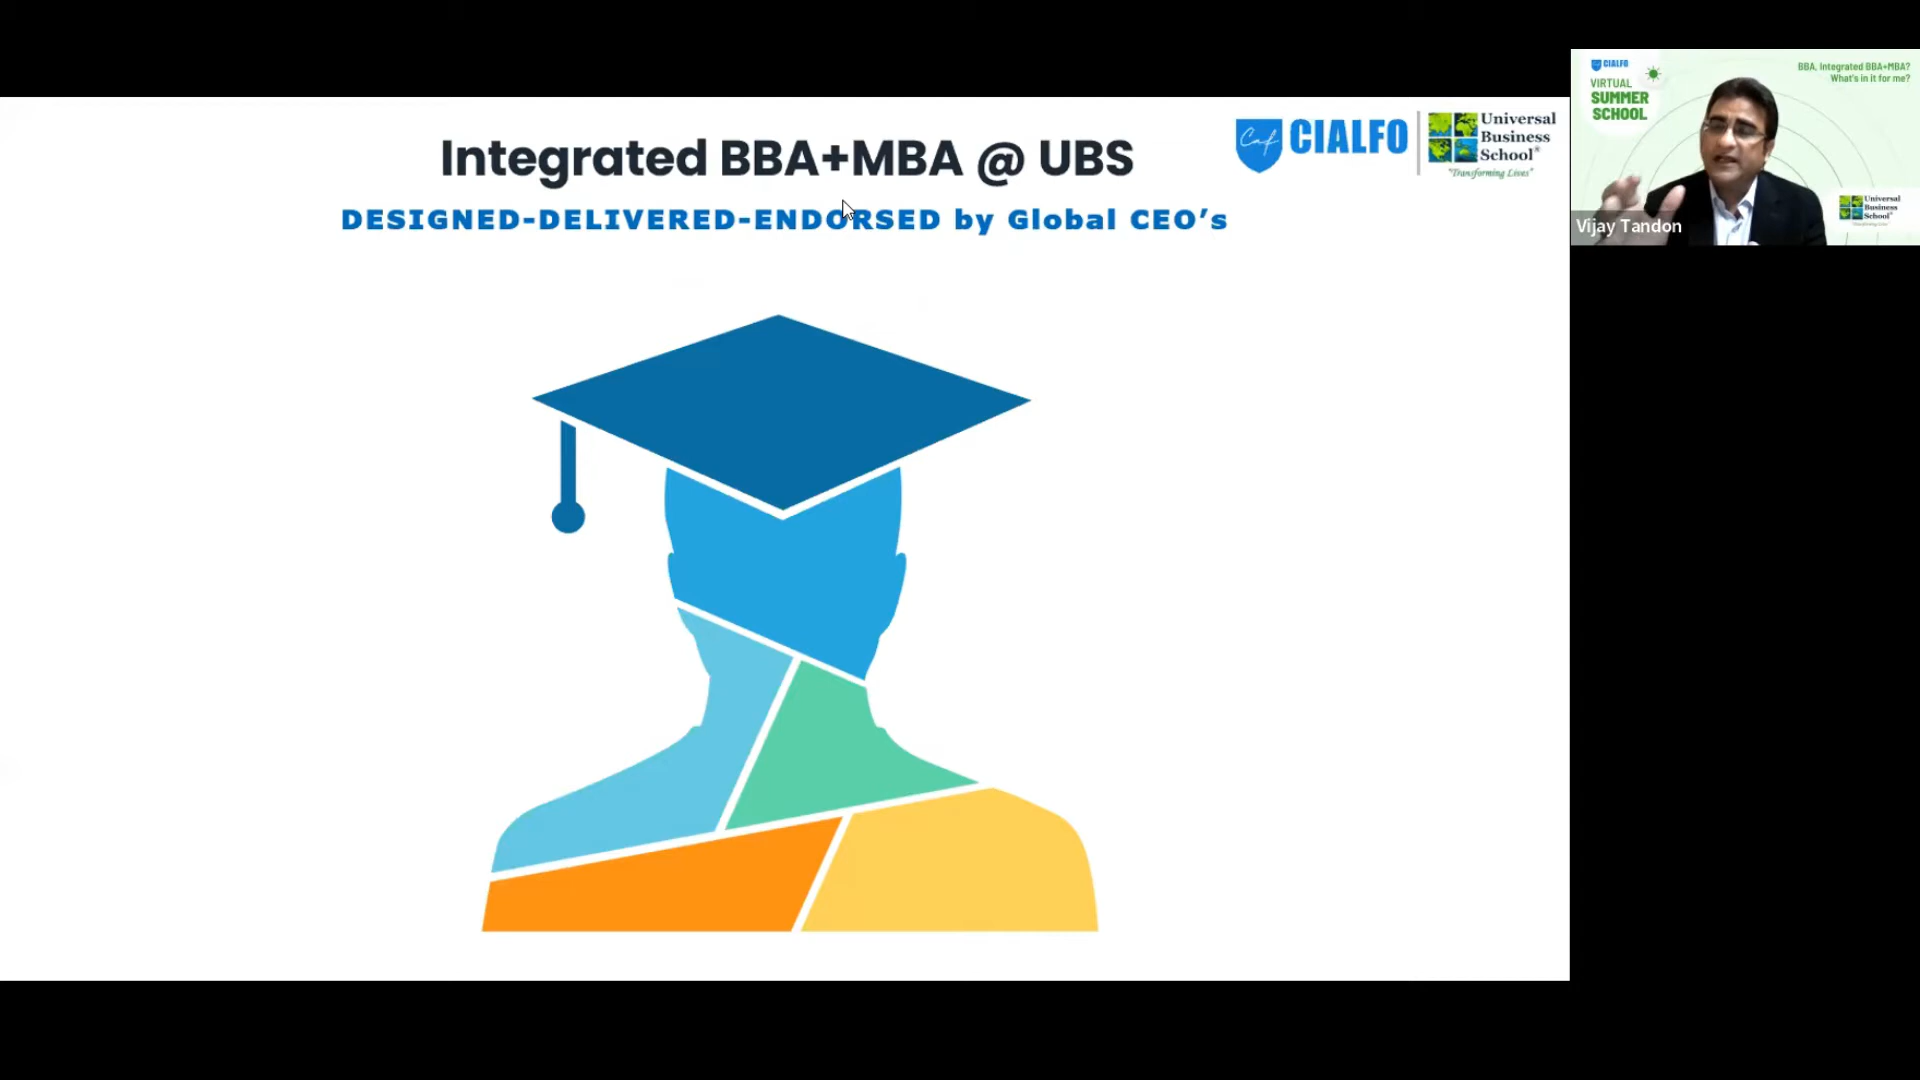 Integrated BBA+MBA @ UBS
DESIGNED-DELIVERED-ENDORSED by Global CEO’s
Caf CIALFO
Universal
Business
School®
"Transforming Lives"
CIALFO
VIRTUAL
SUMMER
SCHOOL
BBA, Integrated BBA+MBA?
What's in it for me?
Universal
Business
School®
Vijay Tandon